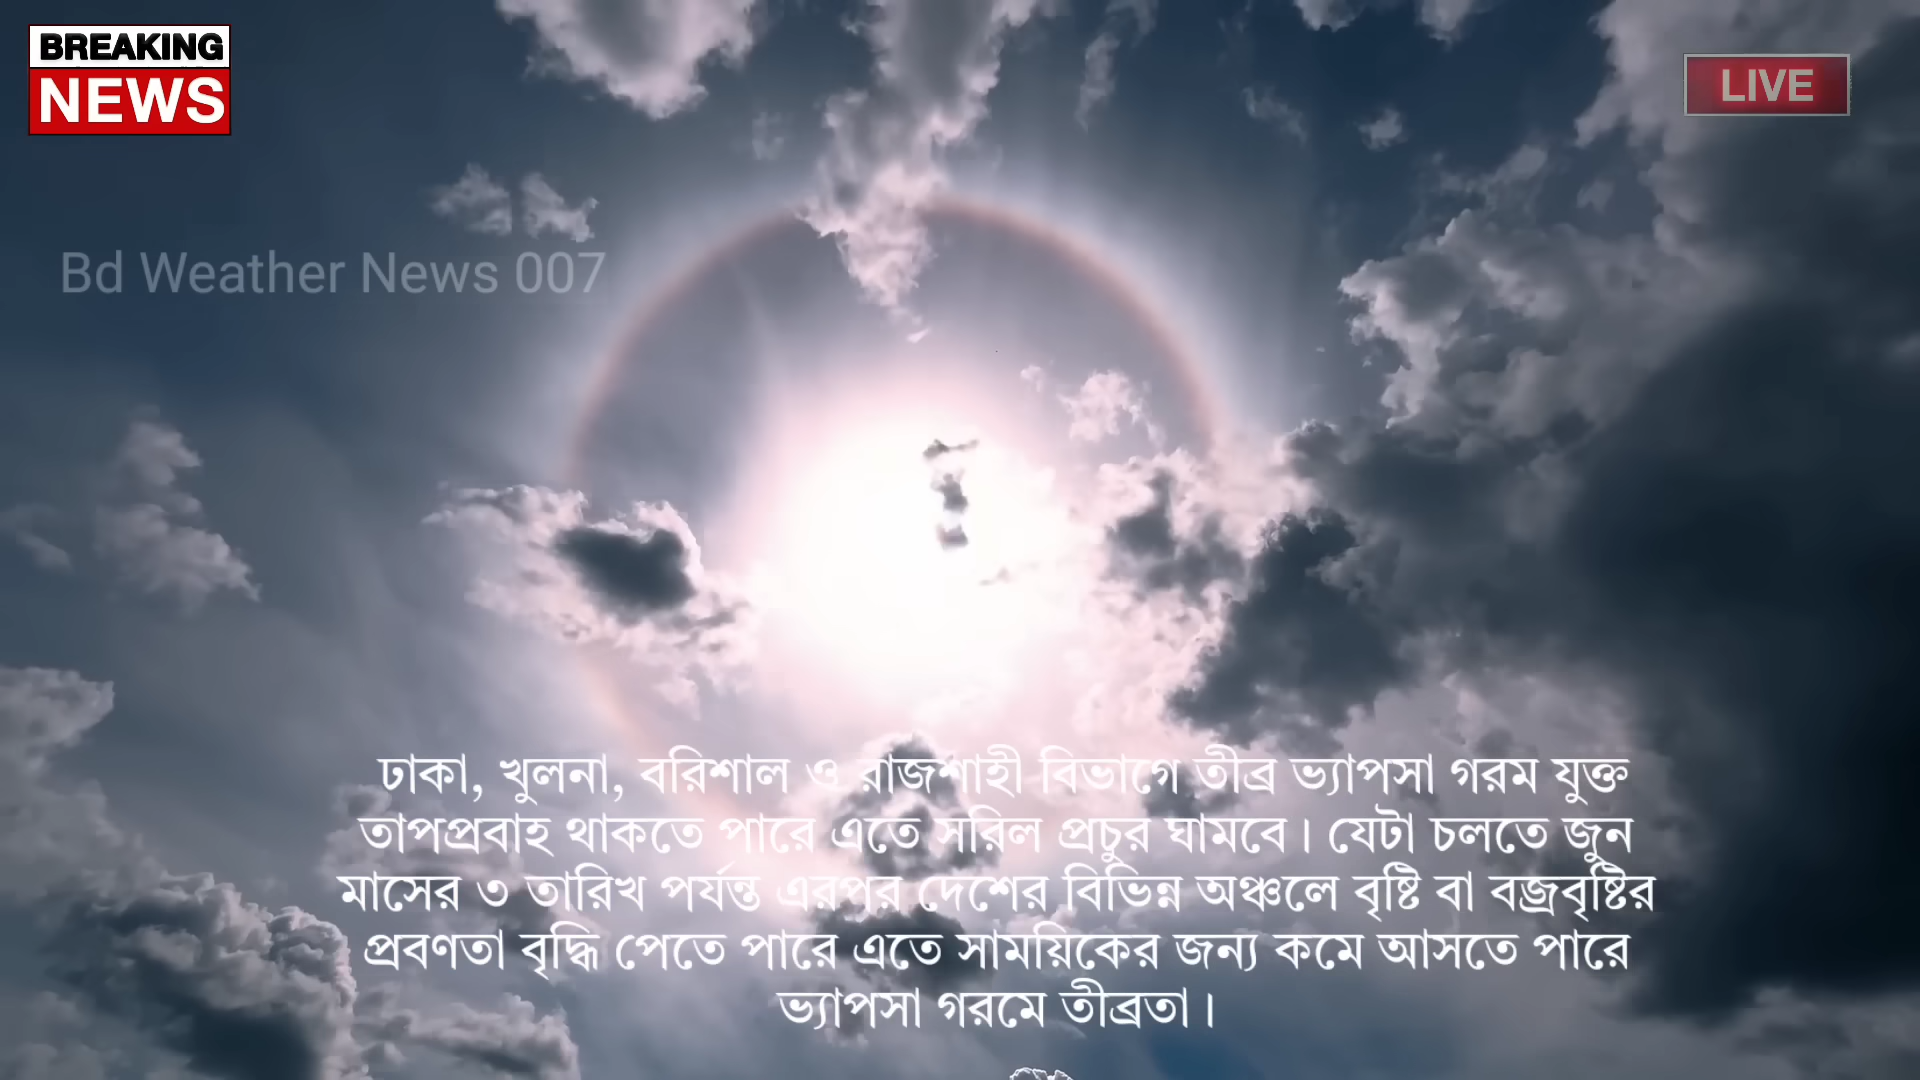 BREAKING
NEWS
LIVE
Bd Weather News 007
ঢাকা, খুলনা, বরিশাল ও রাজশাহী বিভাগে তীব্র ভ্যাপসা গরম যুক্ত
তাপপ্রবাহ থাকতে পারে এতে সরিল প্রচুর ঘামবে। যেটা চলতে জুন
মাসের ৩ তারিখ পর্যন্ত এরপর দেশের বিভিন্ন অঞ্চলে বৃষ্টি বা বজ্রবৃষ্টির
প্রবণতা বৃদ্ধি পেতে পারে এতে সাময়িকের জন্য কমে আসতে পারে
ভ্যাপসা গরমে তীব্রতা।